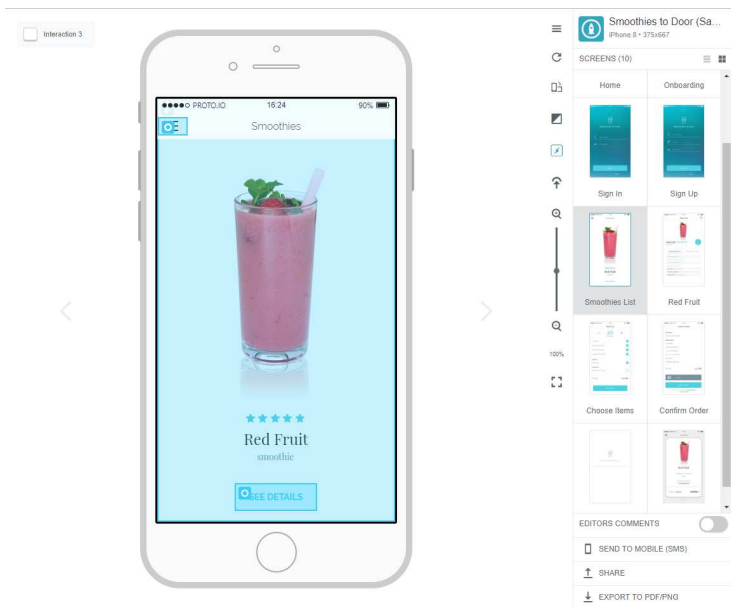 Interaction 3
PROTO.IO
16:24
90%
Smoothies
Red Fruit
smoothie
SEE DETAILS
100%
Smoothies to Door (Sa...
iPhone 8 • 375x667
SCREENS (10)
Home
Onboarding
Sign In
Sign Up
Smoothies List
Red Fruit
Choose Items
Confirm Order
EDITORS COMMENTS
SEND TO MOBILE (SMS)
SHARE
EXPORT TO PDF/PNG